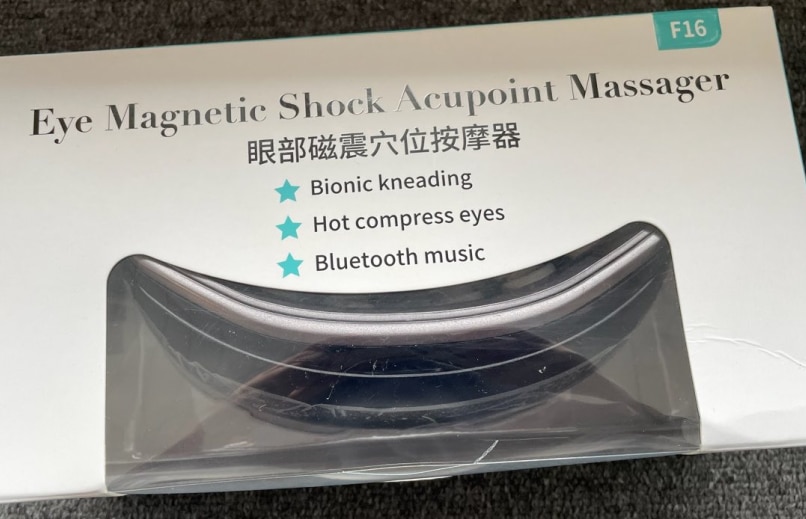 F16
Eye Magnetic Shock Acupoint Massager
眼部磁震穴位按摩器
Bionic kneading
Hot compress eyes
Bluetooth music